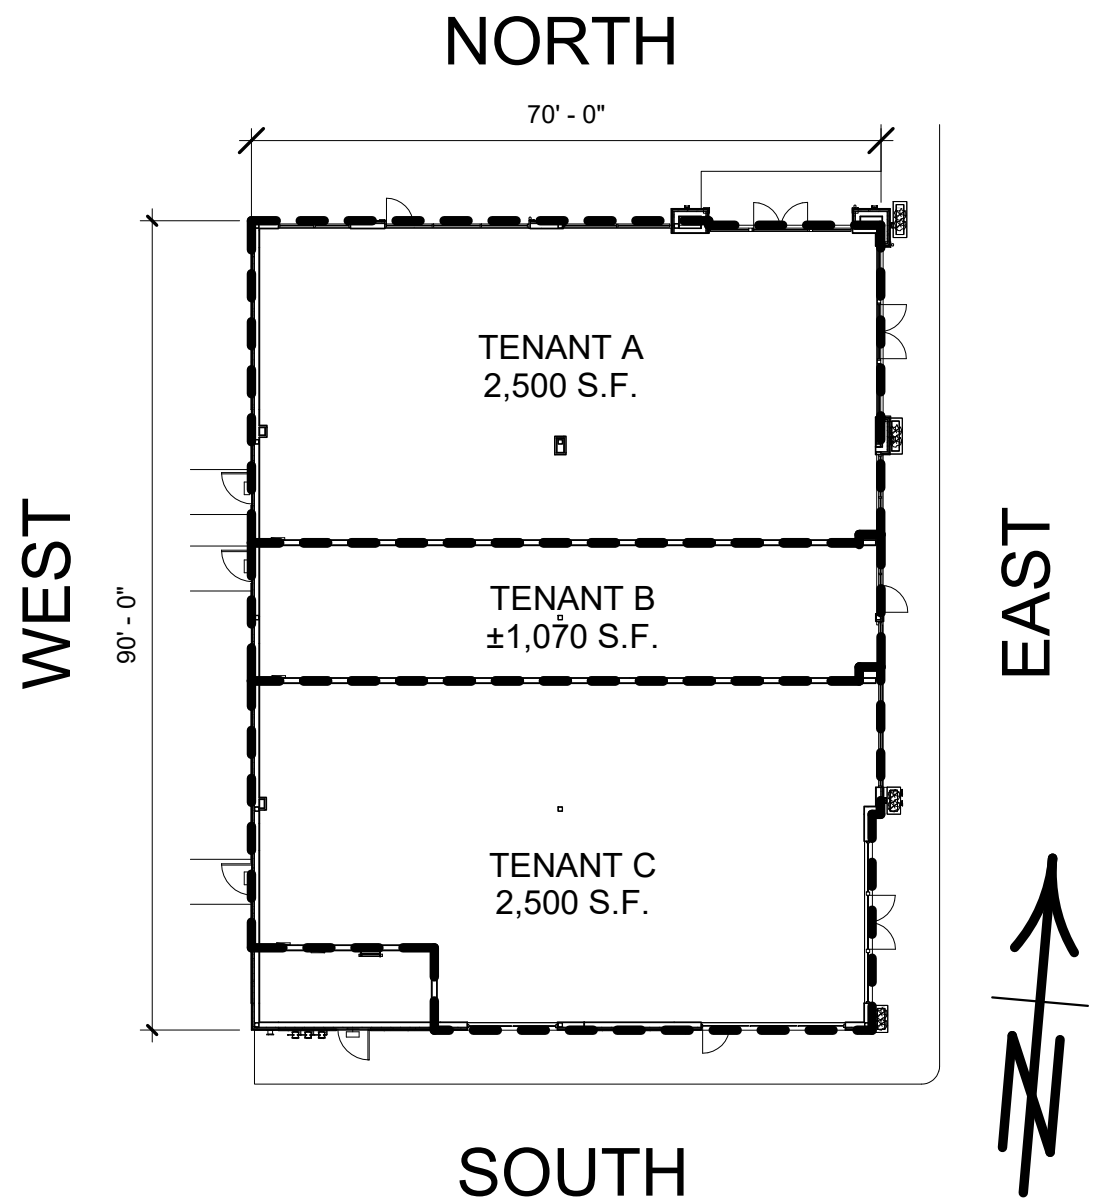 NORTH
70' - 0"
TENANT A
2,500 S.F.
WEST
90' - 0"
TENANT B
±1,070 S.F.
EAST
TENANT C
2,500 S.F.
N
SOUTH